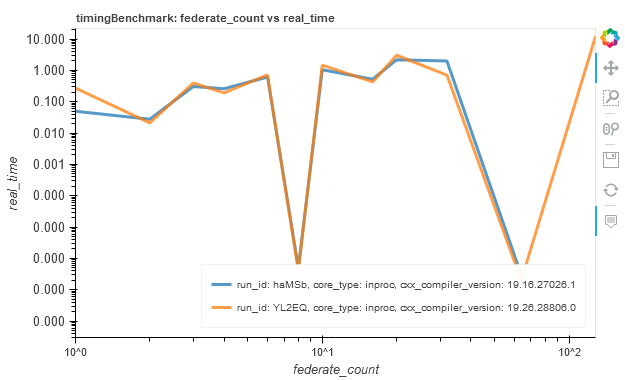 timingBenchmark: federate_count vs real_time
10.000
1.000
0.100
0.010
0.001
0.000
0.000
0.000
0.000
0.000
real_time
run_id: haMSb, core_type: inproc, cxx_compiler_version: 19.16.27026.1
run_id: YL2EQ, core_type: inproc, cxx_compiler_version: 19.26.28806.0
10^0 10^1 10^2
federate_count